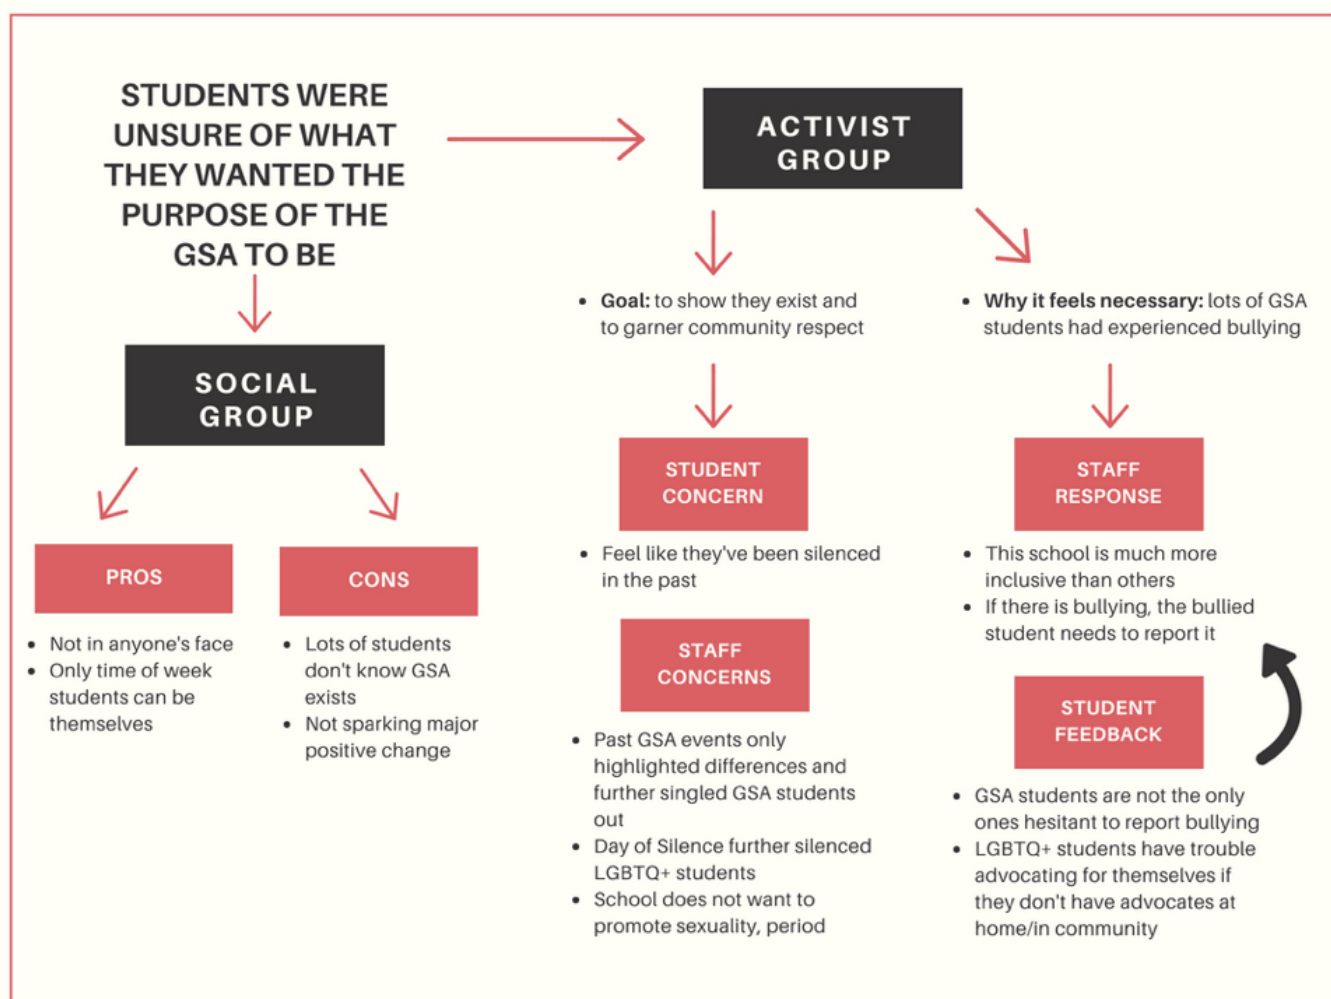 STUDENTS WERE
UNSURE OF WHAT
THEY WANTED THE
PURPOSE OF THE
GSA TO BE
SOCIAL
GROUP
PROS
• Not in anyone's face
• Only time of week
students can be
themselves
CONS
• Lots of students
don't know GSA
exists
• Not sparking major
positive change
ACTIVIST
GROUP
• Goal: to show they exist and
to garner community respect
STUDENT
CONCERN
• Feel like they've been silenced
in the past
STAFF
CONCERNS
• Past GSA events only
highlighted differences and
further singled GSA students
out
• Day of Silence further silenced
LGBTQ+ students
• School does not want to
promote sexuality, period
• Why it feels necessary: lots of GSA
students had experienced bullying
STAFF
RESPONSE
• This school is much more
inclusive than others
• If there is bullying, the bullied
student needs to report it
STUDENT
FEEDBACK
• GSA students are not the only
ones hesitant to report bullying
• LGBTQ+ students have trouble
advocating for themselves if
they don't have advocates at
home/in community